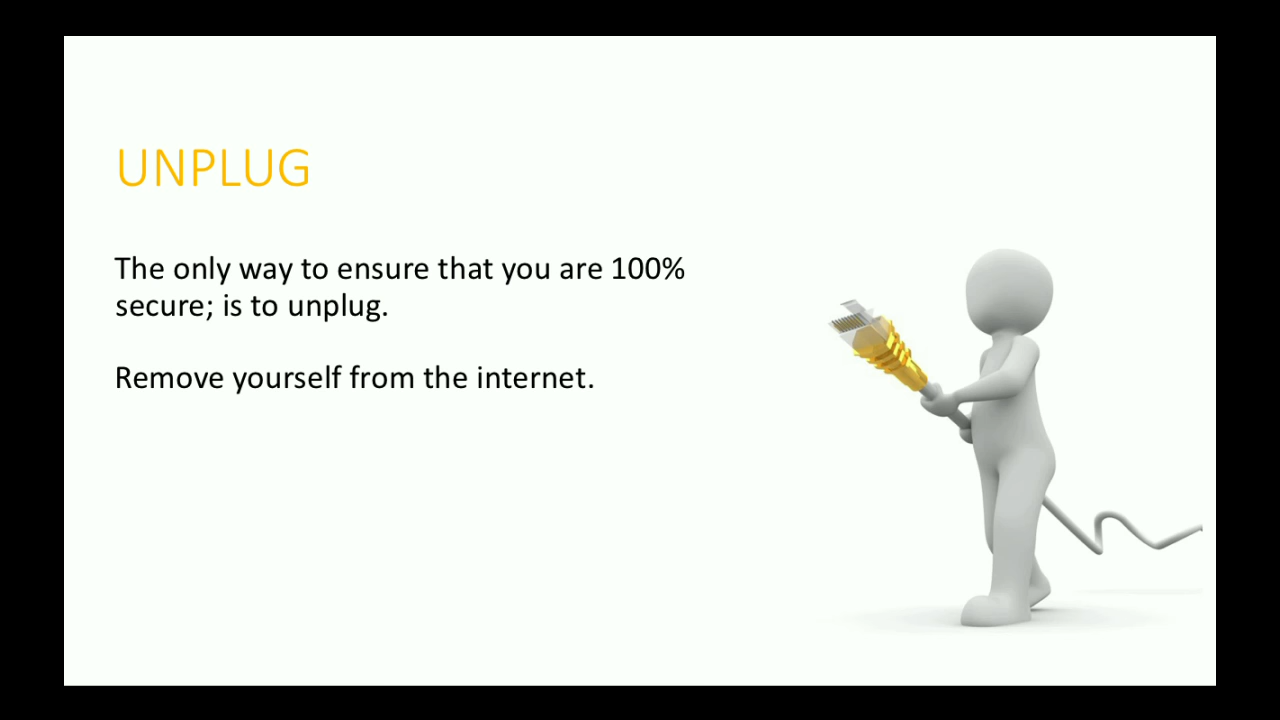 UNPLUG
The only way to ensure that you are 100%
secure; is to unplug.
Remove yourself from the internet.